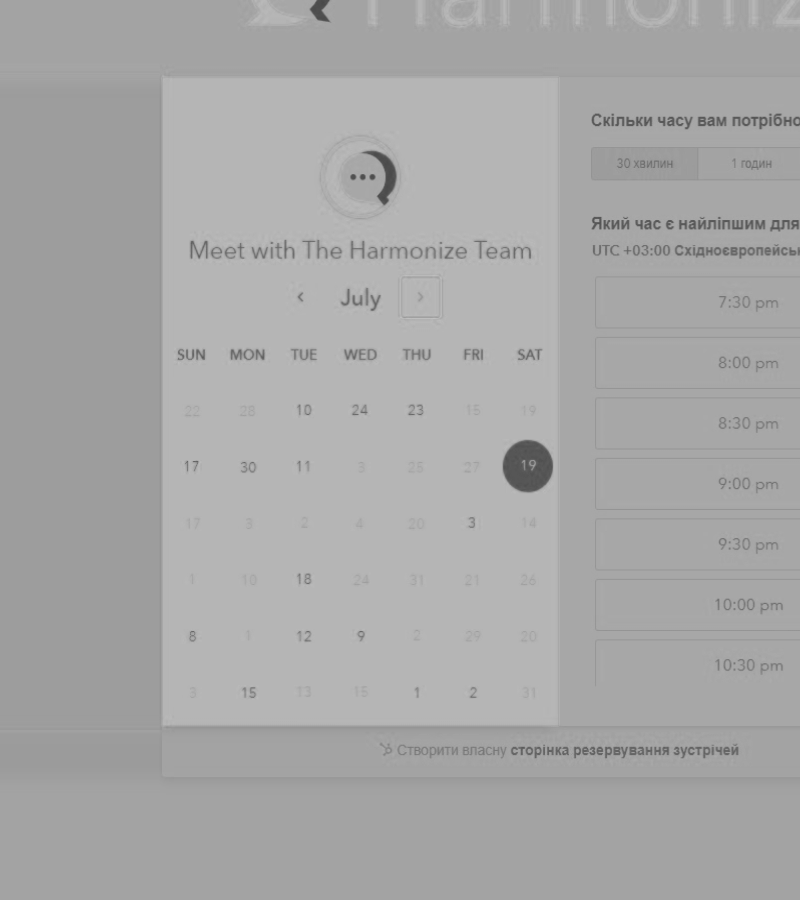 Harmoniz
Meet with The Harmonize Team
July
SUN MON TUE WED THU FRI SAT
22 28 10 24 23 15 19
17 30 11 3 25 27 19
17 3 2 4 20 3 14
1 10 18 24 31 21 26
8 1 12 9 2 29 20
3 15 13 15 1 2 31
Скільки часу вам потрібно
30 хвилин 1 годин
Який час є найліпшим для
UTC +03:00 Східноєвропейськ
7:30 pm
8:00 pm
8:30 pm
9:00 pm
9:30 pm
10:00 pm
10:30 pm
Створити власну сторінка резервування зустрічей